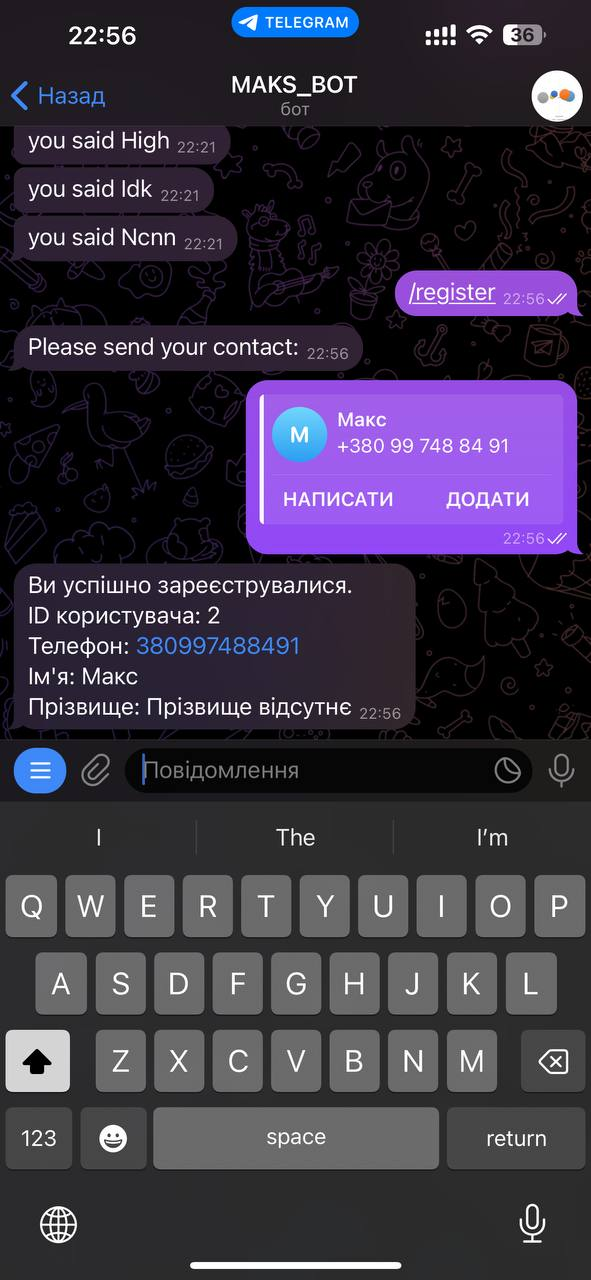 22:56
TELEGRAM
36
Назад
MAKS_BOT
бот
you said High 22:21
you said Idk 22:21
you said Ncnn 22:21
/register 22:56
Please send your contact: 22:56
М
Макс
+380 99 748 84 91
НАПИСАТИ ДОДАТИ
22:56
Ви успішно зареєструвалися.
ID користувача: 2
Телефон: 380997488491
Ім'я: Макс
Прізвище: Прізвище відсутнє 22:56
Повідомлення
I The I'm
Q W E R T Y U I O P
A S D F G H J K L
Z X C V B N M
123 space return